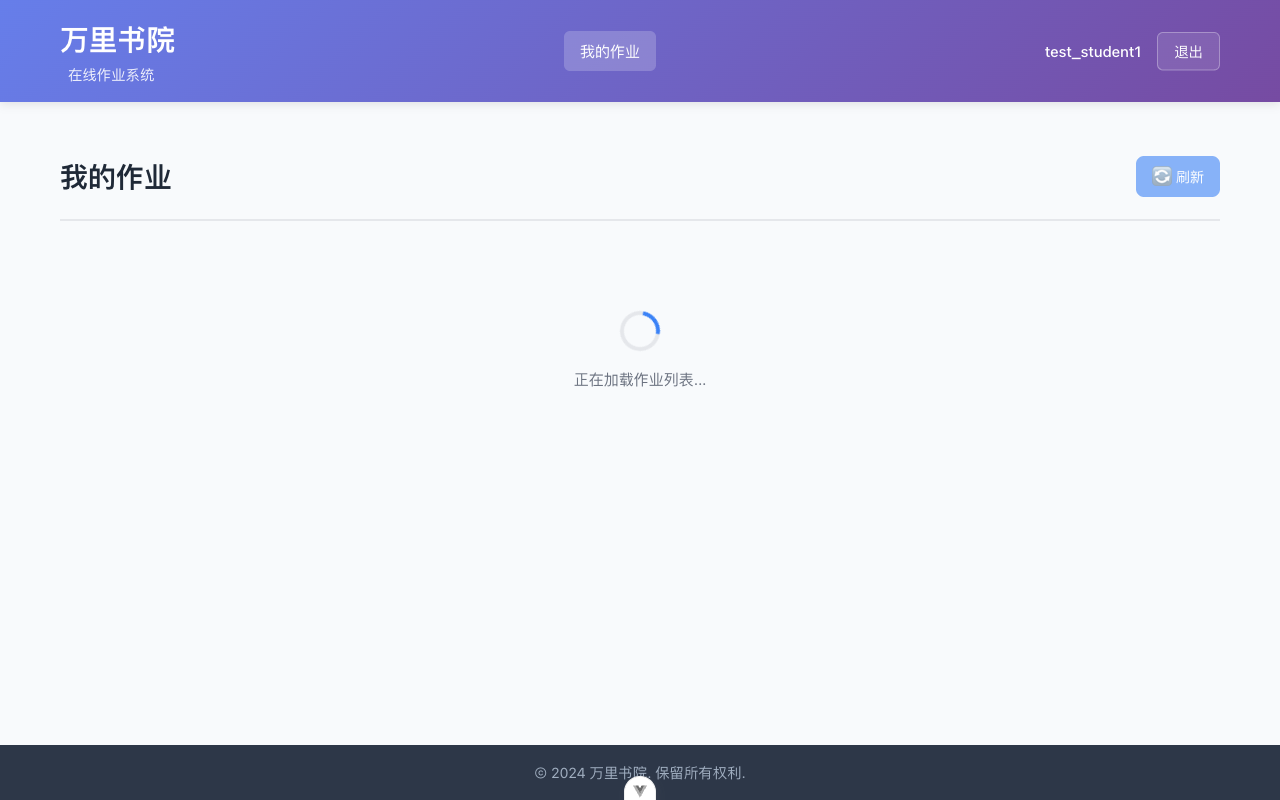 万里书院
在线作业系统
我的作业
test_student1
退出
我的作业
刷新
正在加载作业列表...
© 2024 万里书院. 保留所有权利.